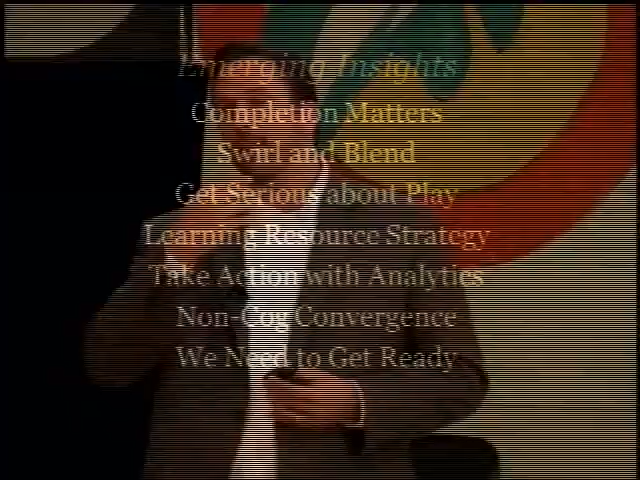 Emerging Insights
Completion Matters
Swirl and Blend
Get Serious about Play
Learning Resource Strategy
Take Action with Analytics
Non-Cog Convergence
We Need to Get Ready